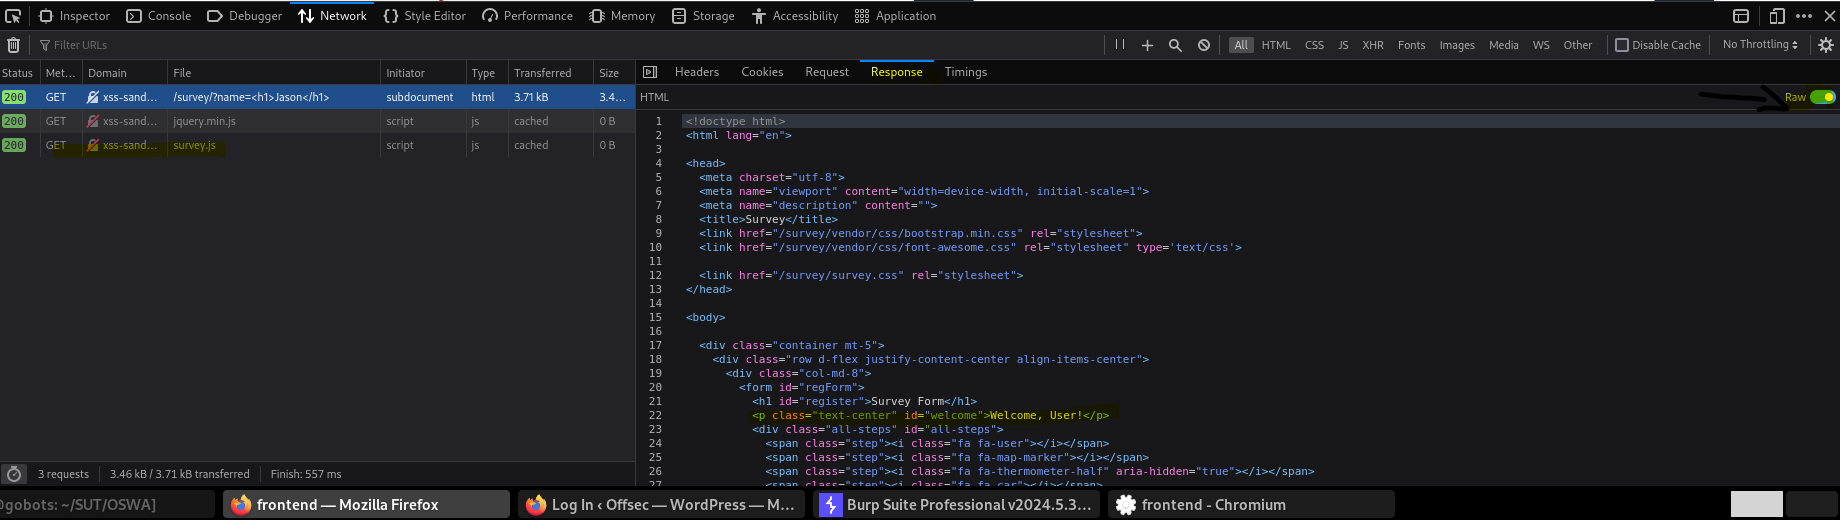 Inspector Console Debugger Network Style Editor Performance Memory Storage Accessibility Application
Filter URLs All HTML CSS JS XHR Fonts Images Media WS Other Disable Cache No Throttling
Status Met... Domain File Initiator Type Transferred Size
200 GET xss-sand... /survey/?name=<h1>Jason</h1> subdocument html 3.71 kB 3.4...
200 GET xss-sand... jquery.min.js script js cached 0 B
200 GET xss-sand... survey.js script js cached 0 B
3 requests 3.46 kB / 3.71 kB transferred Finish: 557 ms
Headers Cookies Request Response Timings
HTML Raw
1 <!doctype html>
2 <html lang="en">
3
4 <head>
5 <meta charset="utf-8">
6 <meta name="viewport" content="width=device-width, initial-scale=1">
7 <meta name="description" content="">
8 <title>Survey</title>
9 <link href="/survey/vendor/css/bootstrap.min.css" rel="stylesheet">
10 <link href="/survey/vendor/css/font-awesome.css" rel="stylesheet" type='text/css'>
11
12 <link href="/survey/survey.css" rel="stylesheet">
13 </head>
14
15 <body>
16
17 <div class="container mt-5">
18 <div class="row d-flex justify-content-center align-items-center">
19 <div class="col-md-8">
20 <form id="regForm">
21 <h1 id="register">Survey Form</h1>
22 <p class="text-center" id="welcome">Welcome, User!</p>
23 <div class="all-steps" id="all-steps">
24 <span class="step"><i class="fa fa-user"></i></span>
25 <span class="step"><i class="fa fa-map-marker"></i></span>
26 <span class="step"><i class="fa fa-thermometer-half" aria-hidden="true"></i></span>
27 <span class="step"><i class="fa fa-car"></i></span>
gobots: ~/SUT/OSWA] frontend — Mozilla Firefox Log In ‹ Offsec — WordPress — M... Burp Suite Professional v2024.5.3... frontend - Chromium